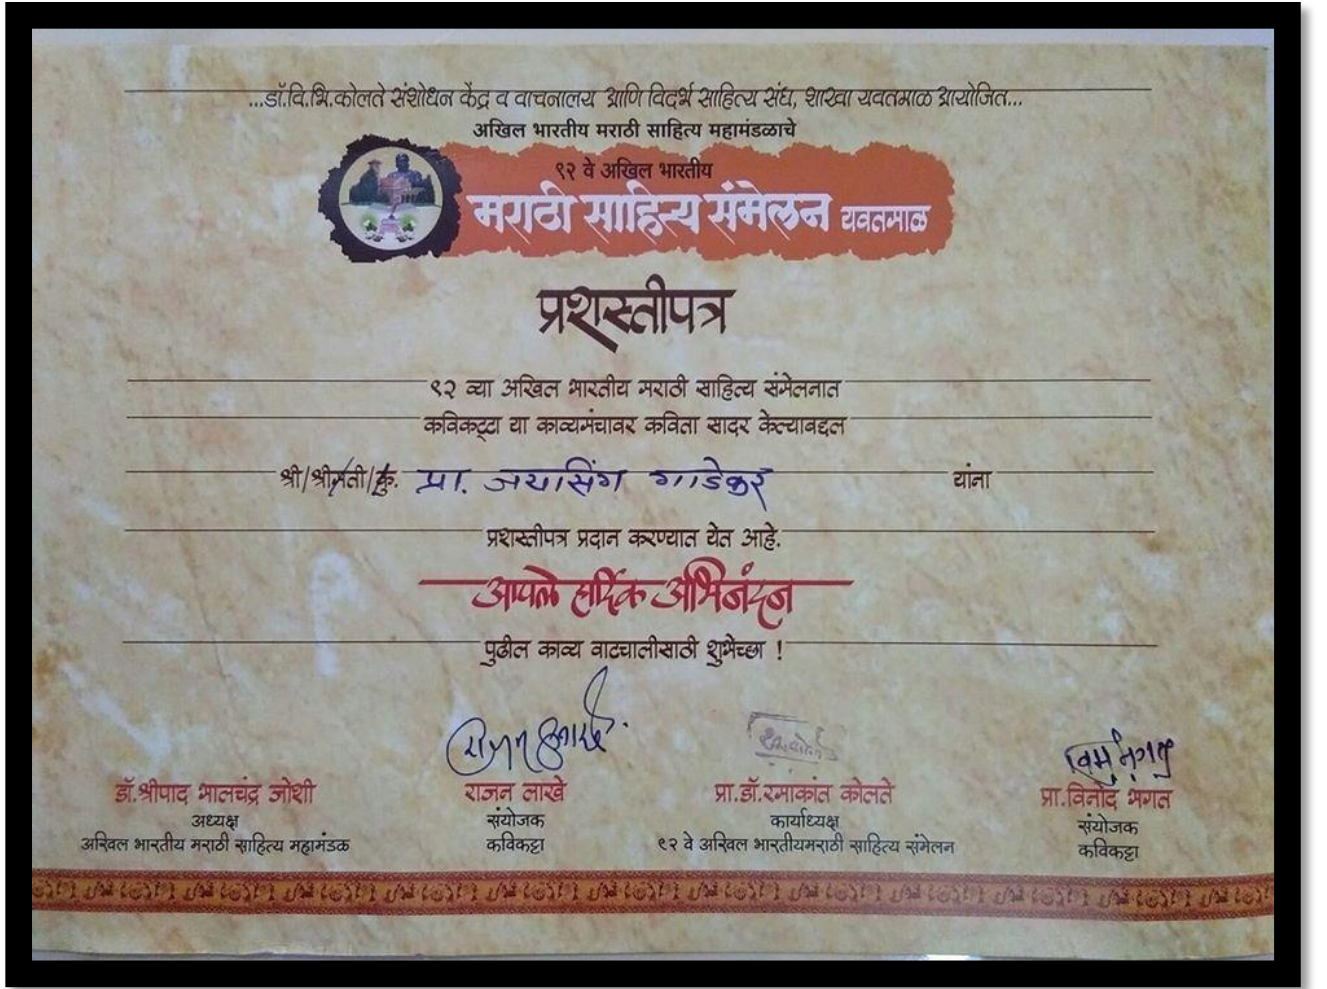 ...डॉ.वि.भि.कोलते संशोधन केंद्र व वाचनालय आणि विदर्भ साहित्य संघ, शाखा यवतमाळ आयोजित...
अखिल भारतीय मराठी साहित्य महामंडळाचे
९२ वे अखिल भारतीय
मराठी साहित्य संमेलन यवतमाळ
प्रशस्तीपत्र
९२ व्या अखिल भारतीय मराठी साहित्य संमेलनात
कविकट्टा या काव्यमंचावर कविता सादर केल्याबद्दल
श्री/श्रीमती/कु. प्रा. जयसिंग गाडेकर यांना
प्रशस्तीपत्र प्रदान करण्यात येत आहे.
आपले हार्दिक अभिनंदन
पुढील काव्य वाटचालीसाठी शुभेच्छा !
डॉ.श्रीपाद भालचंद्र जोशी राजन लाखे प्रा.डॉ.रमाकांत कोलते प्रा.विनोद भगत
अध्यक्ष संयोजक कार्याध्यक्ष संयोजक
अखिल भारतीय मराठी साहित्य महामंडळ कविकट्टा ९२ वे अखिल भारतीयमराठी साहित्य संमेलन कविकट्टा